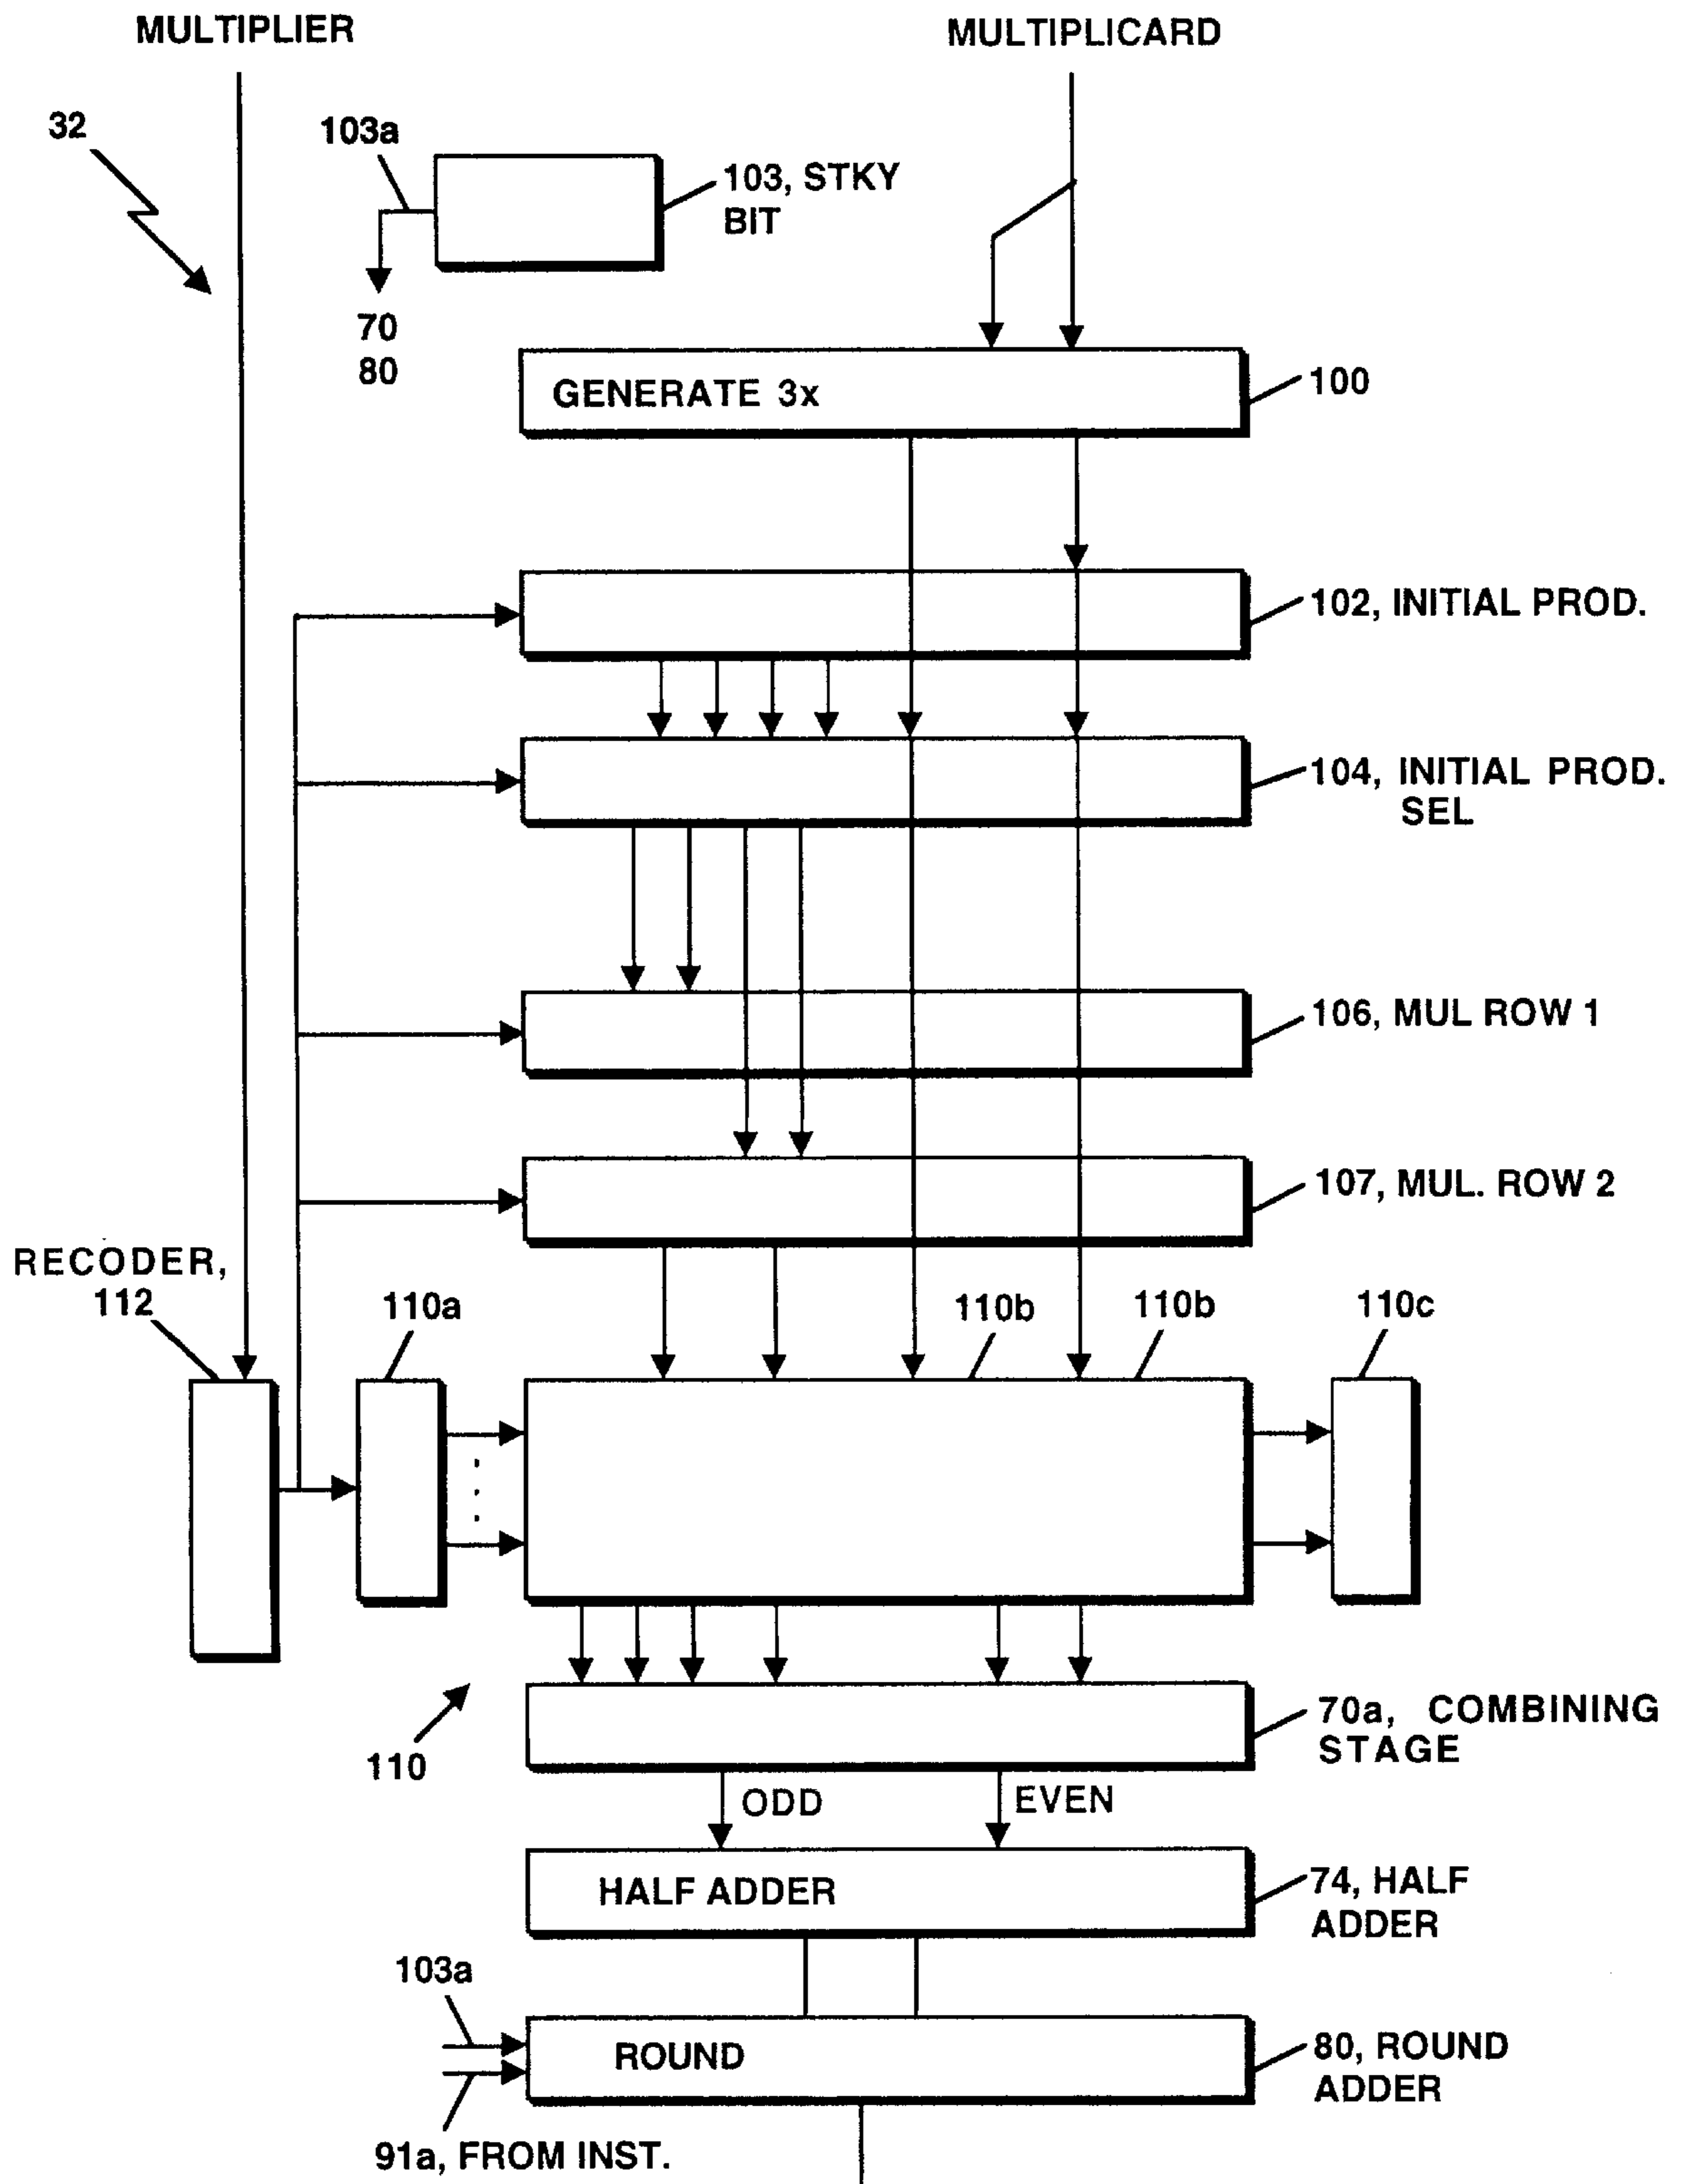 MULTIPLIER
MULTIPLICARD
32
103a
103, STKY
BIT
70
80
GENERATE 3x
100
102, INITIAL PROD.
104, INITIAL PROD.
SEL
106, MUL ROW 1
107, MUL. ROW 2
RECODER,
112
110a
110b
110b
110c
110
70a, COMBINING
STAGE
ODD
EVEN
HALF ADDER
74, HALF
ADDER
103a
ROUND
80, ROUND
ADDER
91a, FROM INST.